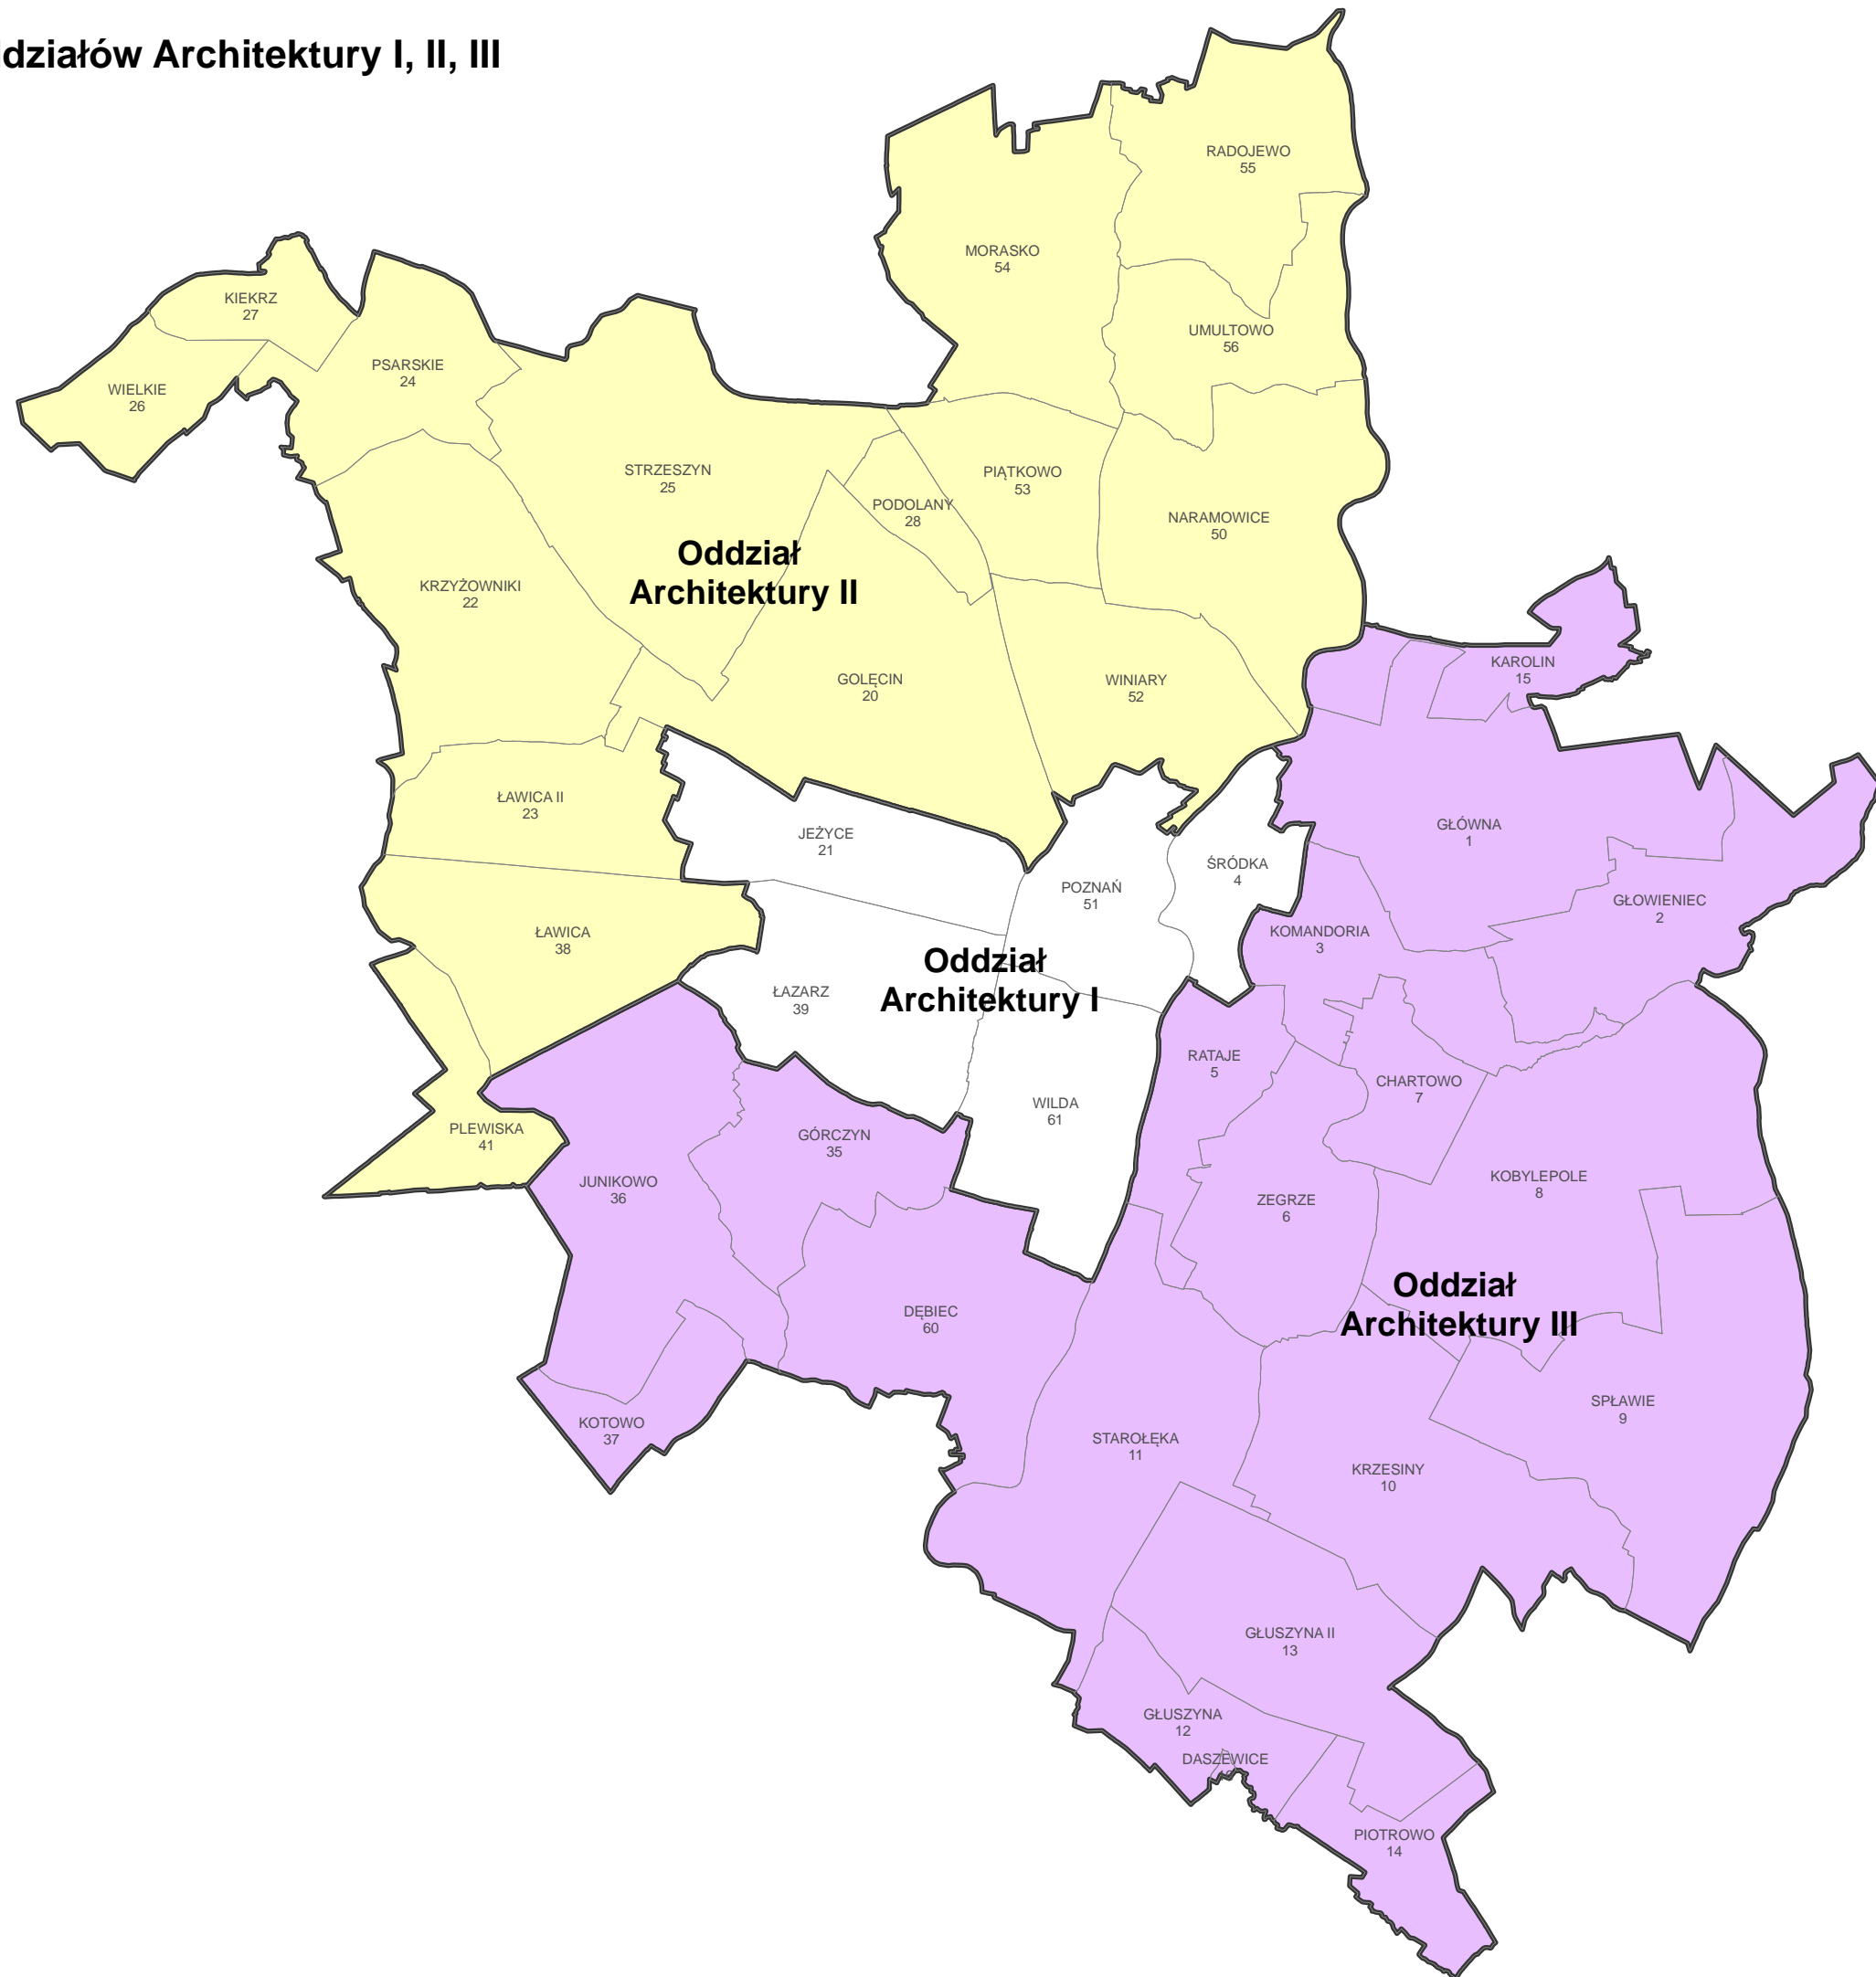 działów Architektury I, II, III
RADOJEWO
55
MORASKO
54
KIEKRZ
27
UMULTOWO
56
PSARSKIE
24
WIELKIE
26
STRZESZYN
25
PIĄTKOWO
53
PODOLANY
28
NARAMOWICE
50
Oddział
Architektury II
KRZYŻOWNIKI
22
KAROLIN
15
GOLĘCIN
20
WINIARY
52
ŁAWICA II
23
JEŻYCE
21
GŁÓWNA
1
ŚRÓDKA
4
POZNAŃ
51
GŁOWIENIEC
2
ŁAWICA
38
KOMANDORIA
3
Oddział
Architektury I
ŁAZARZ
39
RATAJE
5
CHARTOWO
7
WILDA
61
PLEWISKA
41
GÓRCZYN
35
JUNIKOWO
36
KOBYLEPOLE
8
ZEGRZE
6
Oddział
Architektury III
DĘBIEC
60
SPŁAWIE
9
KOTOWO
37
STAROŁĘKA
11
KRZESINY
10
GŁUSZYNA II
13
GŁUSZYNA
12
DASZEWICE
PIOTROWO
14